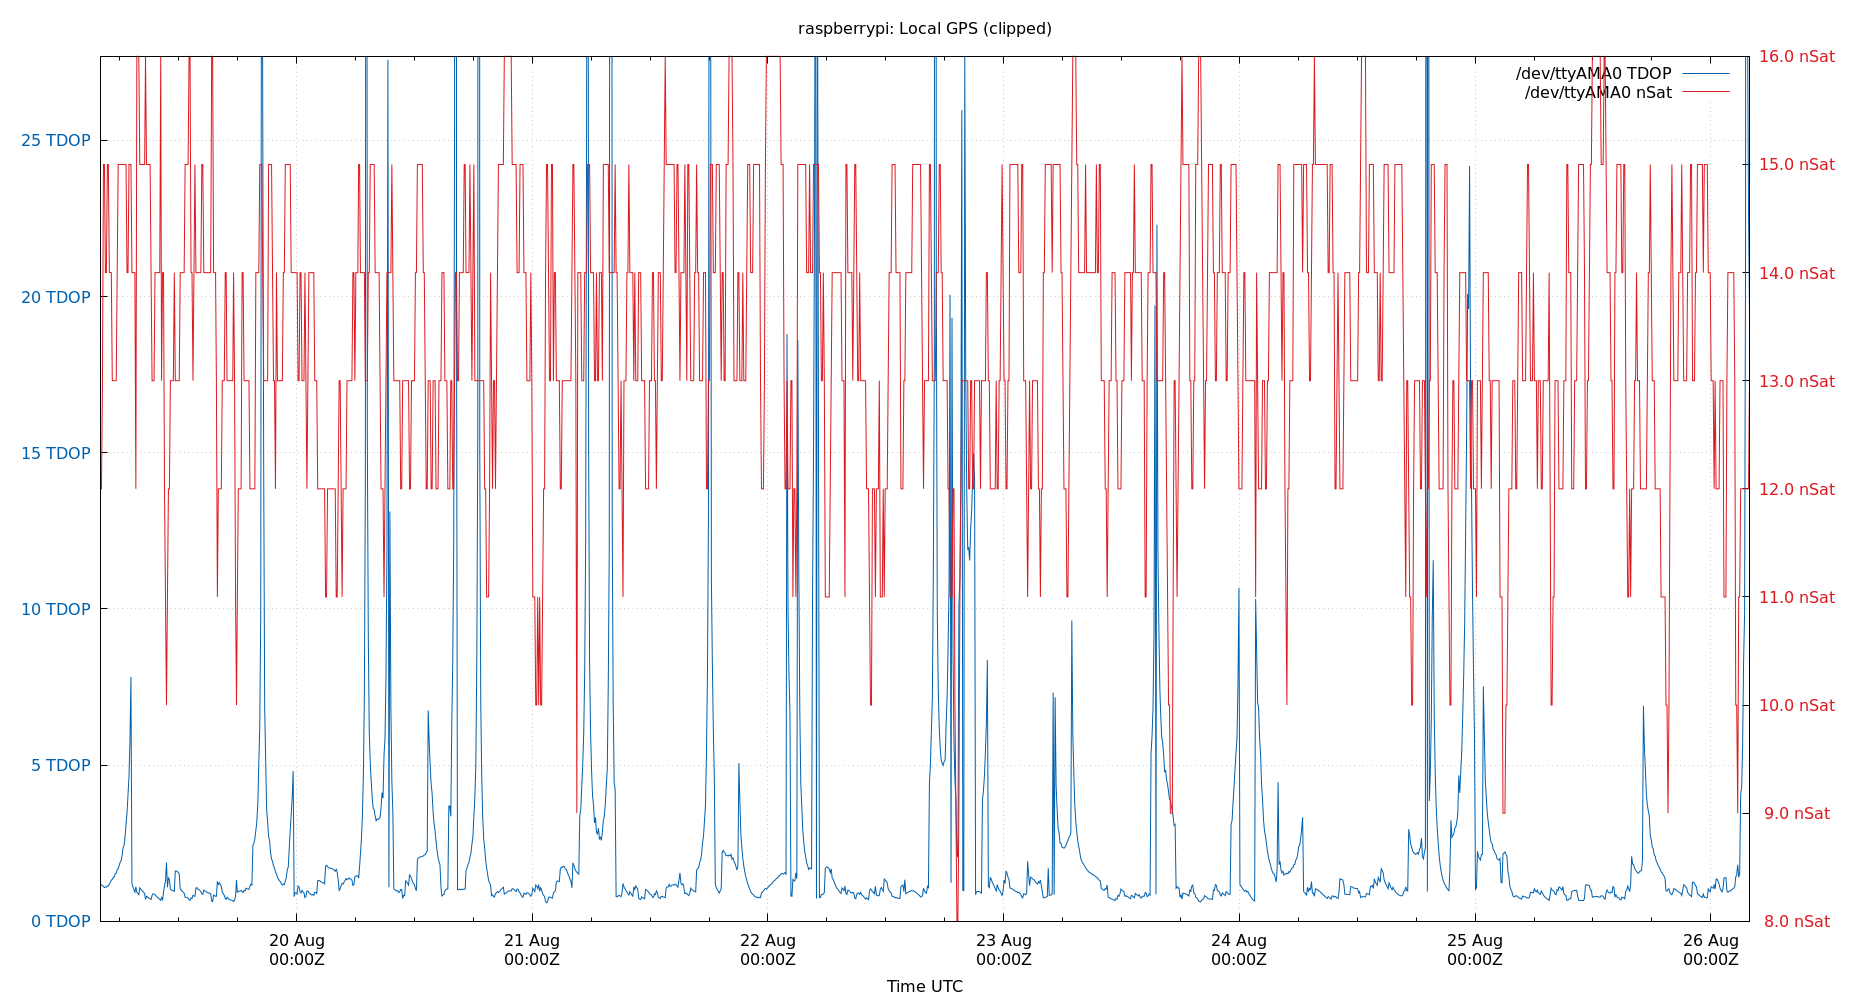 raspberrypi: Local GPS (clipped)
/dev/ttyAMA0 TDOP
/dev/ttyAMA0 nSat
25 TDOP
20 TDOP
15 TDOP
10 TDOP
5 TDOP
0 TDOP
16.0 nSat
15.0 nSat
14.0 nSat
13.0 nSat
12.0 nSat
11.0 nSat
10.0 nSat
9.0 nSat
8.0 nSat
20 Aug 21 Aug 22 Aug 23 Aug 24 Aug 25 Aug 26 Aug
00:00Z 00:00Z 00:00Z 00:00Z 00:00Z 00:00Z 00:00Z
Time UTC